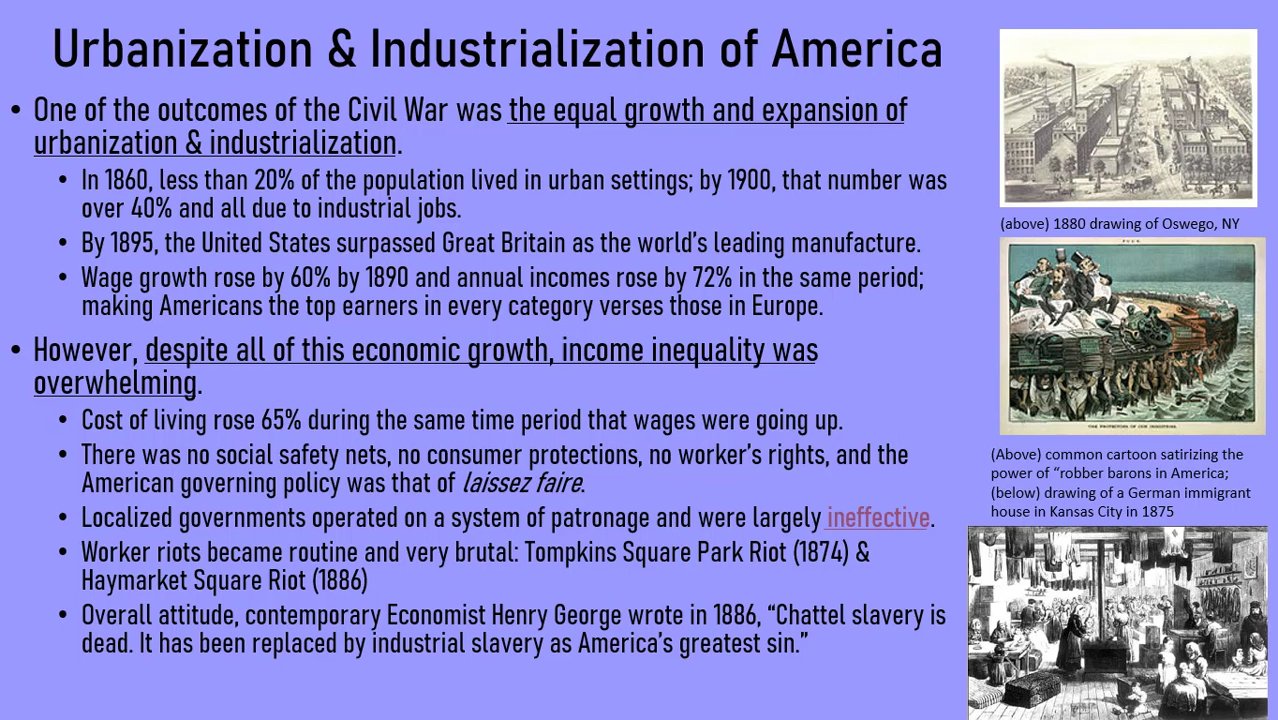 Urbanization & Industrialization of America
• One of the outcomes of the Civil War was the equal growth and expansion of
urbanization & industrialization.
• In 1860, less than 20% of the population lived in urban settings; by 1900, that number was
over 40% and all due to industrial jobs.
• By 1895, the United States surpassed Great Britain as the world’s leading manufacture.
• Wage growth rose by 60% by 1890 and annual incomes rose by 72% in the same period;
making Americans the top earners in every category verses those in Europe.
• However, despite all of this economic growth, income inequality was
overwhelming.
• Cost of living rose 65% during the same time period that wages were going up.
• There was no social safety nets, no consumer protections, no worker’s rights, and the
American governing policy was that of laissez faire.
• Localized governments operated on a system of patronage and were largely ineffective.
• Worker riots became routine and very brutal: Tompkins Square Park Riot (1874) &
Haymarket Square Riot (1886)
• Overall attitude, contemporary Economist Henry George wrote in 1886, “Chattel slavery is
dead. It has been replaced by industrial slavery as America’s greatest sin.”
(above) 1880 drawing of Oswego, NY
PUCK.
THE PROTECTORS OF OUR INDUSTRIES.
(Above) common cartoon satirizing the
power of “robber barons in America;
(below) drawing of a German immigrant
house in Kansas City in 1875